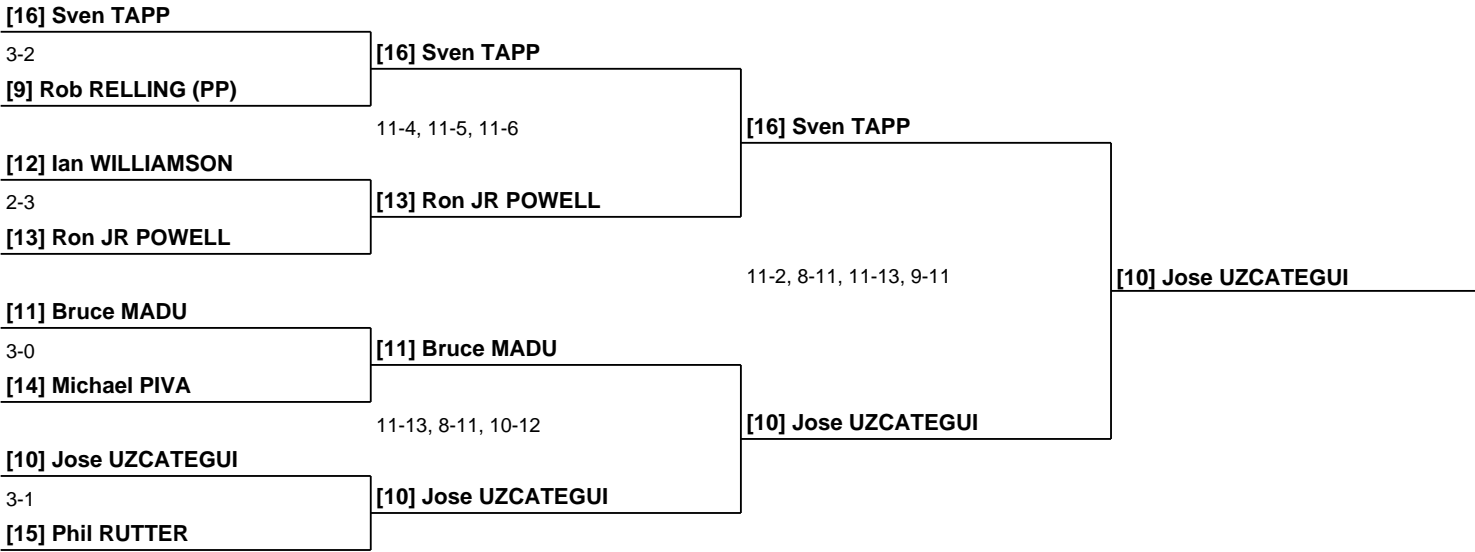 [16] Sven TAPP
3-2
[9] Rob RELLING (PP)
[12] Ian WILLIAMSON
2-3
[13] Ron JR POWELL
[11] Bruce MADU
3-0
[14] Michael PIVA
[10] Jose UZCATEGUI
3-1
[15] Phil RUTTER
[16] Sven TAPP
11-4, 11-5, 11-6
[13] Ron JR POWELL
[11] Bruce MADU
11-13, 8-11, 10-12
[10] Jose UZCATEGUI
[16] Sven TAPP
11-2, 8-11, 11-13, 9-11
[10] Jose UZCATEGUI
[10] Jose UZCATEGUI